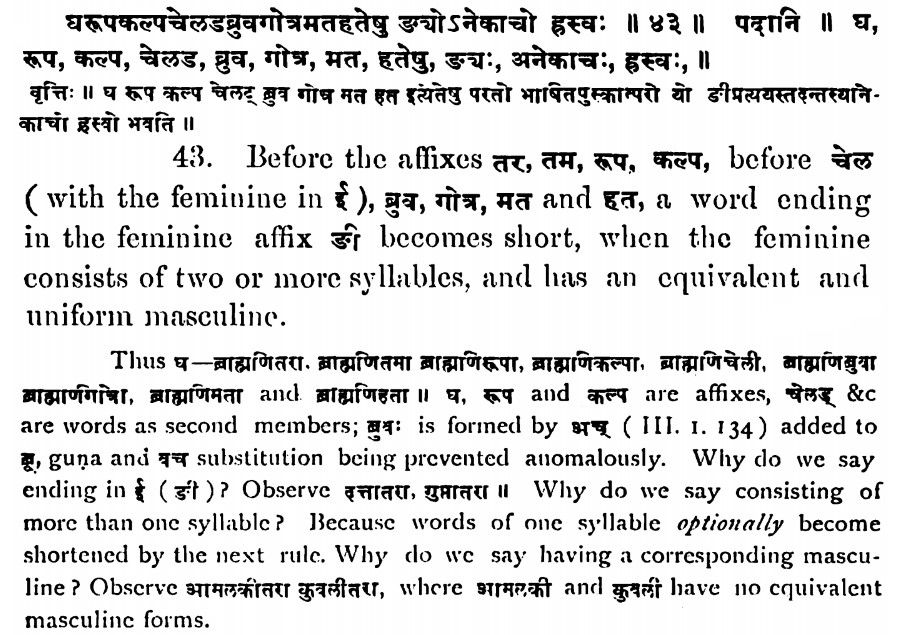 घरूपकल्पचेलडब्रुवगोत्रमतहतेषु ङ्योऽनेकाचो ह्रस्वः ॥ ४३ ॥ पदानि ॥ घ,
रूप, कल्प, चेलड, ब्रुव, गोत्र, मत, हतेषु, ङ्यः, अनेकाचः, ह्रस्वः, ॥
वृत्तिः ॥ घ रूप कल्प चेलट् ब्रुव गोष मत हत इत्येतेषु परतो भाषितपुस्कात्परो यो ङीप्रत्ययस्तदन्तस्याने-
काचो ह्रस्वो भवति ॥
43. Before the affixes तर, तम, रूप, कल्प, before चेल
( with the feminine in ई ), ब्रुव, गोत्र, मत and हत, a word ending
in the feminine affix ङी becomes short, when the feminine
consists of two or more syllables, and has an equivalent and
uniform masculine.
Thus घ—ब्राह्मणितरा, ब्राह्मणितमा ब्राह्मणिरूपा, ब्राह्मणिकल्पा, ब्राह्मणिचेली, ब्राह्मणिब्रुवा
ब्राह्मणिगोत्रा, ब्राह्मणिमता and ब्राह्मणिहता ॥ घ, रूप and कल्प are affixes, चेलड् &c
are words as second members; ब्रुवः is formed by भच् ( III. 1. 134 ) added to
ब्रू, guṇa and वच substitution being prevented anomalously. Why do we say
ending in ई ( ङी ) ? Observe दत्तातरा, गुप्तातरा ॥ Why do we say consisting of
more than one syllable ? Because words of one syllable optionally become
shortened by the next rule. Why do we say having a corresponding mascu-
line ? Observe भामलकीतरा कुवलीतरा, where भामलकी and कुवली have no equivalent
masculine forms.